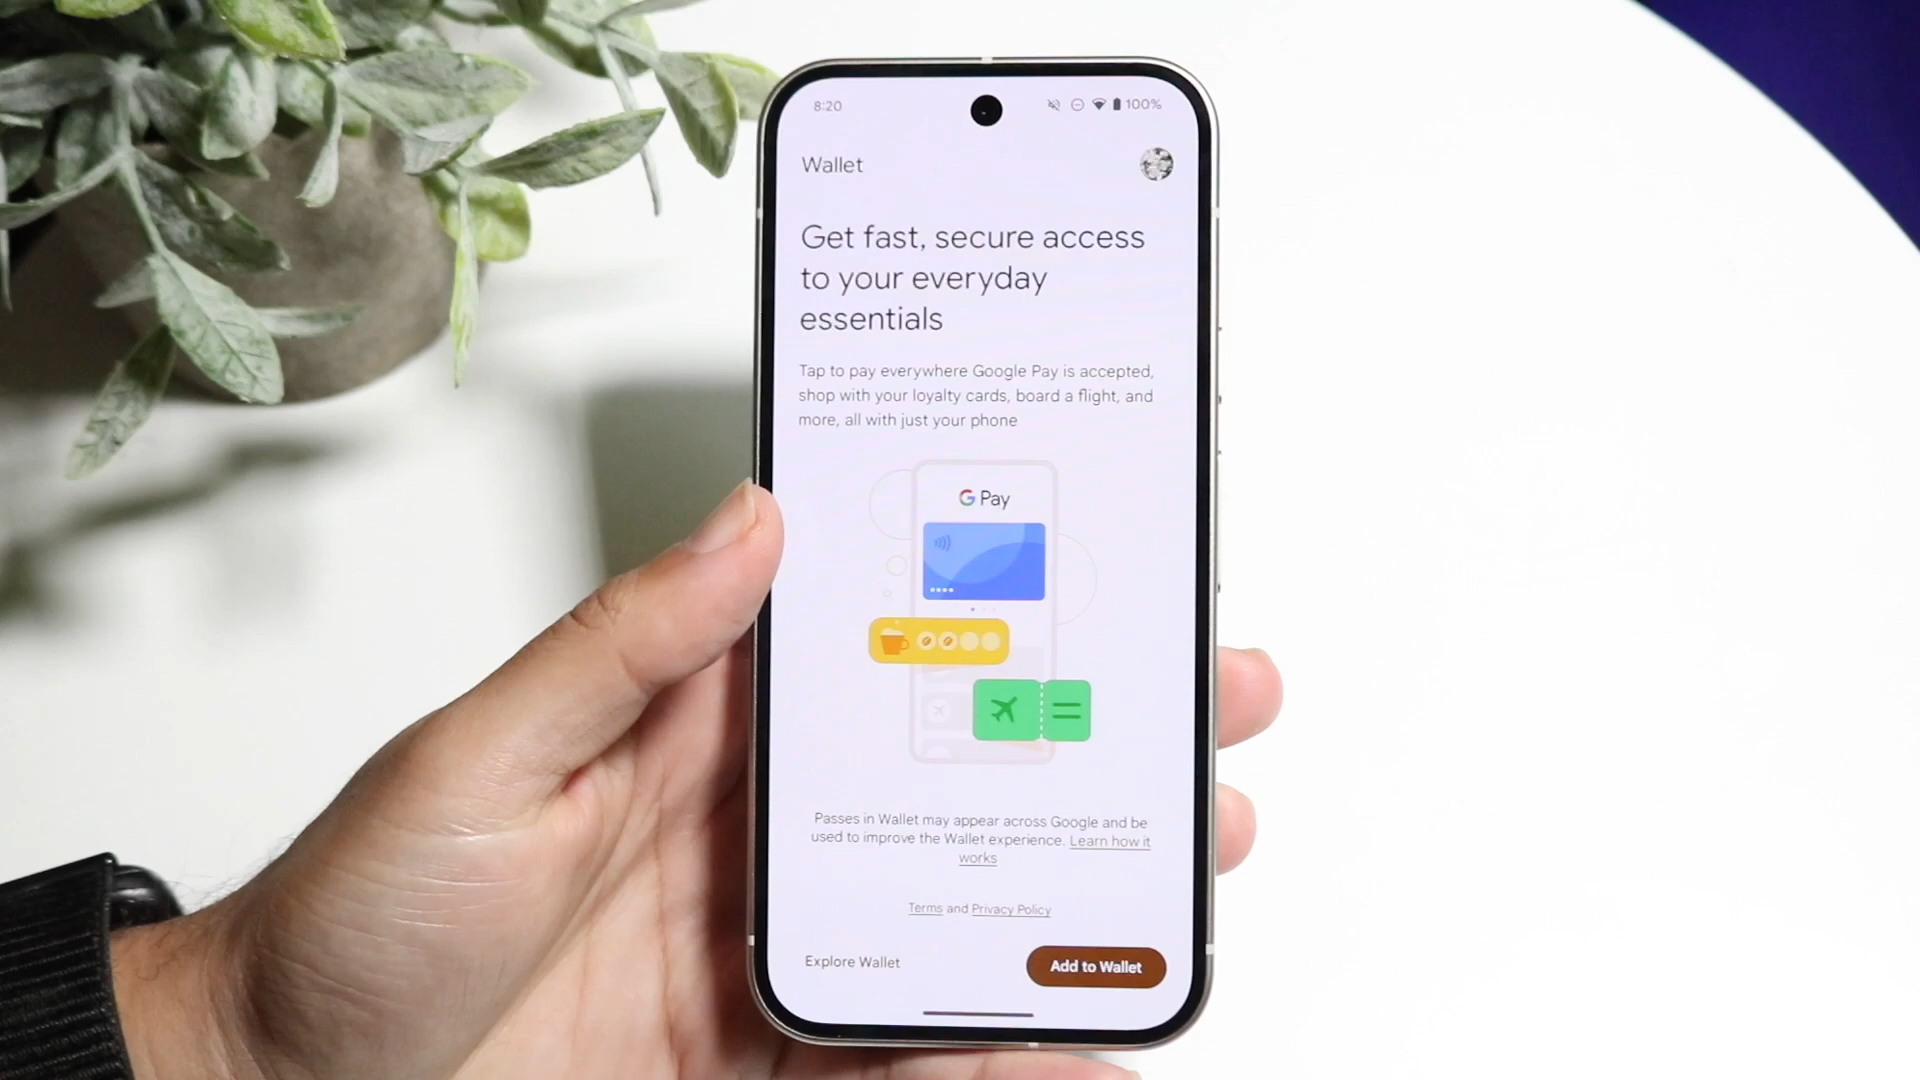 8:20 100%
Wallet
Get fast, secure access
to your everyday
essentials
Tap to pay everywhere Google Pay is accepted,
shop with your loyalty cards, board a flight, and
more, all with just your phone
G Pay
Passes in Wallet may appear across Google and be
used to improve the Wallet experience. Learn how it
works
Terms and Privacy Policy
Explore Wallet Add to Wallet